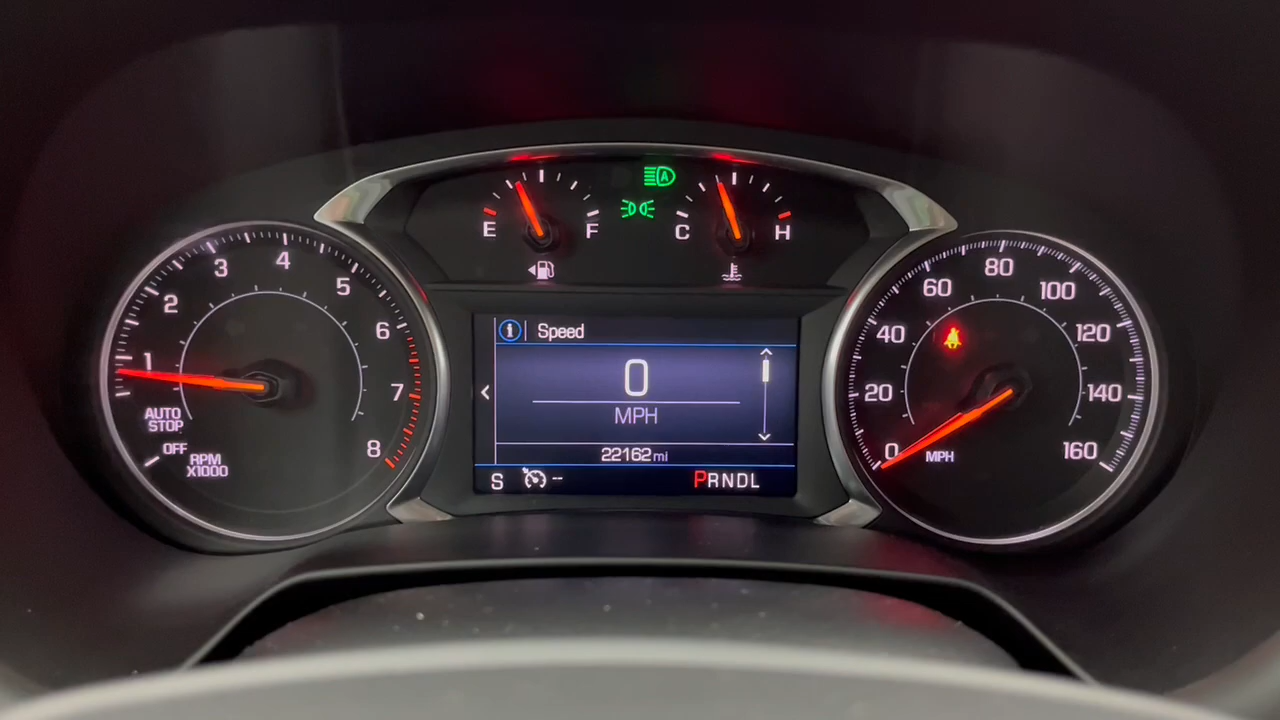 E F
C H
1 2 3 4 5 6 7 8
AUTO
STOP
OFF
RPM
X1000
i Speed
0
MPH
22162 mi
S --
PRNDL
0 20 40 60 80 100 120 140 160
MPH
A